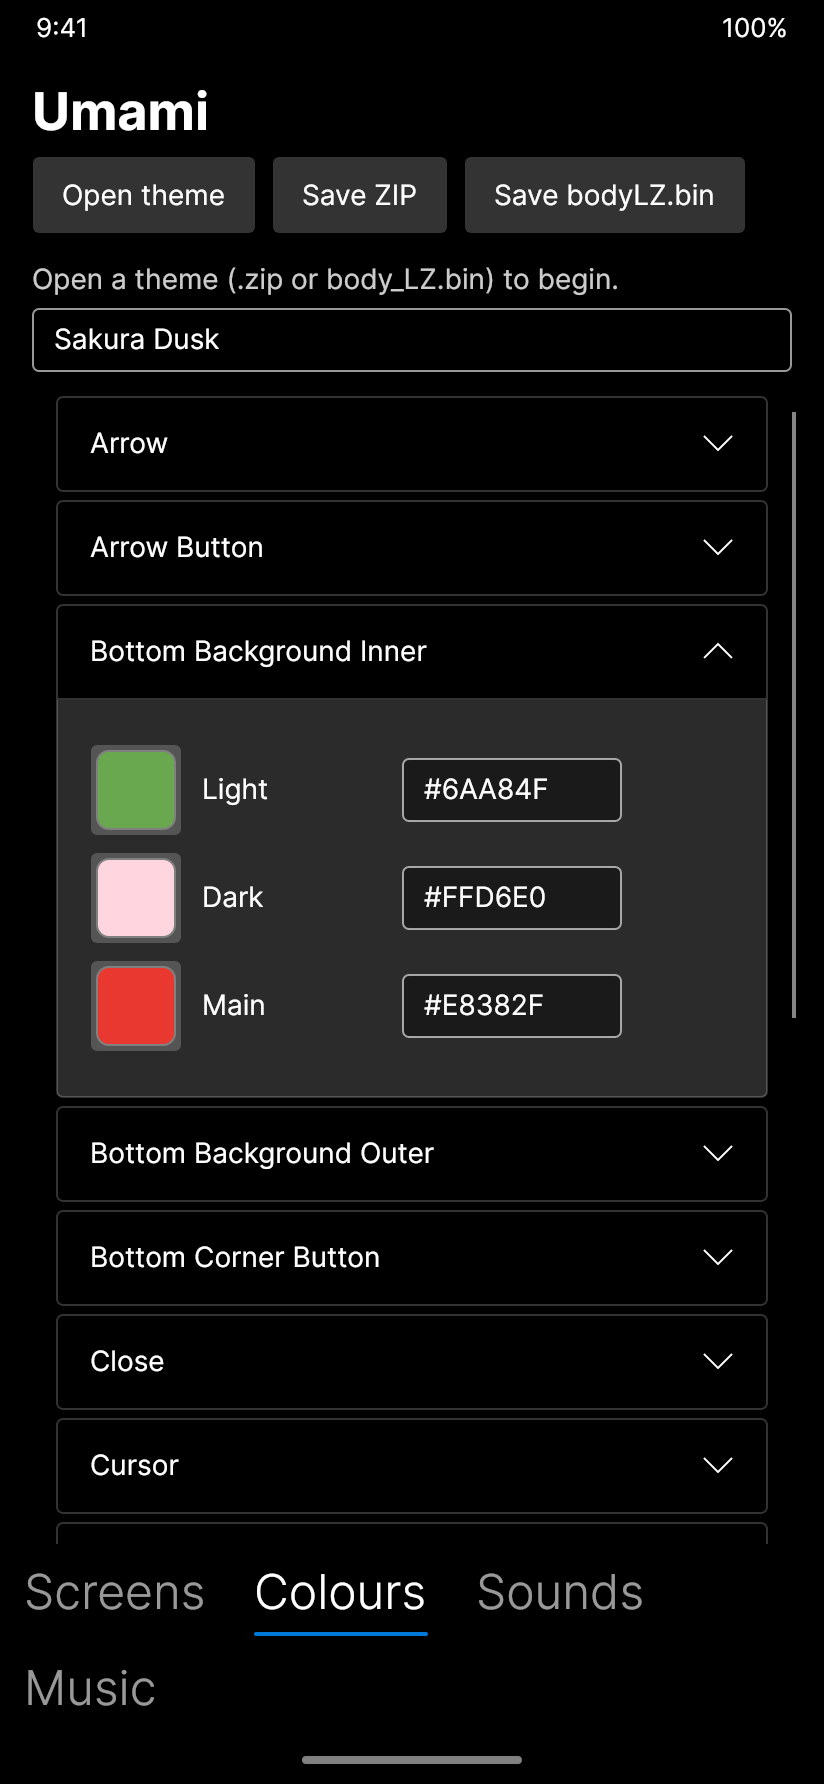 9:41 100%
Umami
Open theme Save ZIP Save bodyLZ.bin
Open a theme (.zip or body_LZ.bin) to begin.
Sakura Dusk
Arrow
Arrow Button
Bottom Background Inner
Light #6AA84F
Dark #FFD6E0
Main #E8382F
Bottom Background Outer
Bottom Corner Button
Close
Cursor
Screens Colours Sounds
Music